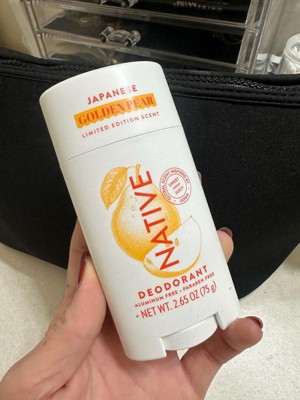 JAPANESE
GOLDEN PEAR
LIMITED EDITION SCENT
NATIVE
DEODORANT
ALUMINUM FREE • PARABEN FREE
NET WT. 2.65 OZ (75 g)